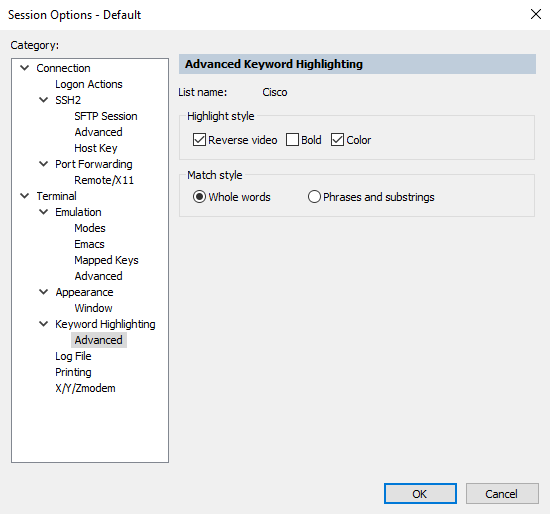 Session Options - Default
Category:
Connection
Logon Actions
SSH2
SFTP Session
Advanced
Host Key
Port Forwarding
Remote/X11
Terminal
Emulation
Modes
Emacs
Mapped Keys
Advanced
Appearance
Window
Keyword Highlighting
Advanced
Log File
Printing
X/Y/Zmodem
Advanced Keyword Highlighting
List name: Cisco
Highlight style
Reverse video Bold Color
Match style
Whole words Phrases and substrings
OK Cancel